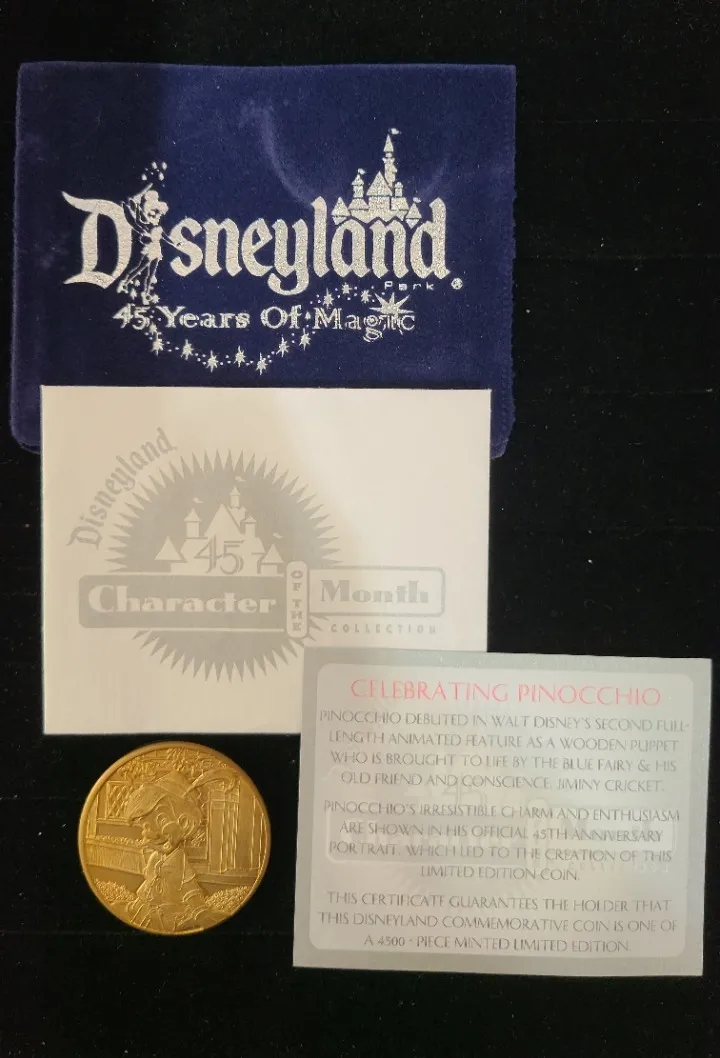 Disneyland
Park ®
45 Years Of Magic
Disneyland
45
Character OF THE Month
COLLECTION
CELEBRATING PINOCCHIO
PINOCCHIO DEBUTED IN WALT DISNEY'S SECOND FULL-
LENGTH ANIMATED FEATURE AS A WOODEN PUPPET
WHO IS BROUGHT TO LIFE BY THE BLUE FAIRY & HIS
OLD FRIEND AND CONSCIENCE, JIMINY CRICKET.
PINOCCHIO'S IRRESISTIBLE CHARM AND ENTHUSIASM
ARE SHOWN IN HIS OFFICIAL 45TH ANNIVERSARY
PORTRAIT, WHICH LED TO THE CREATION OF THIS
LIMITED EDITION COIN.
THIS CERTIFICATE GUARANTEES THE HOLDER THAT
THIS DISNEYLAND COMMEMORATIVE COIN IS ONE OF
A 4500 - PIECE MINTED LIMITED EDITION.